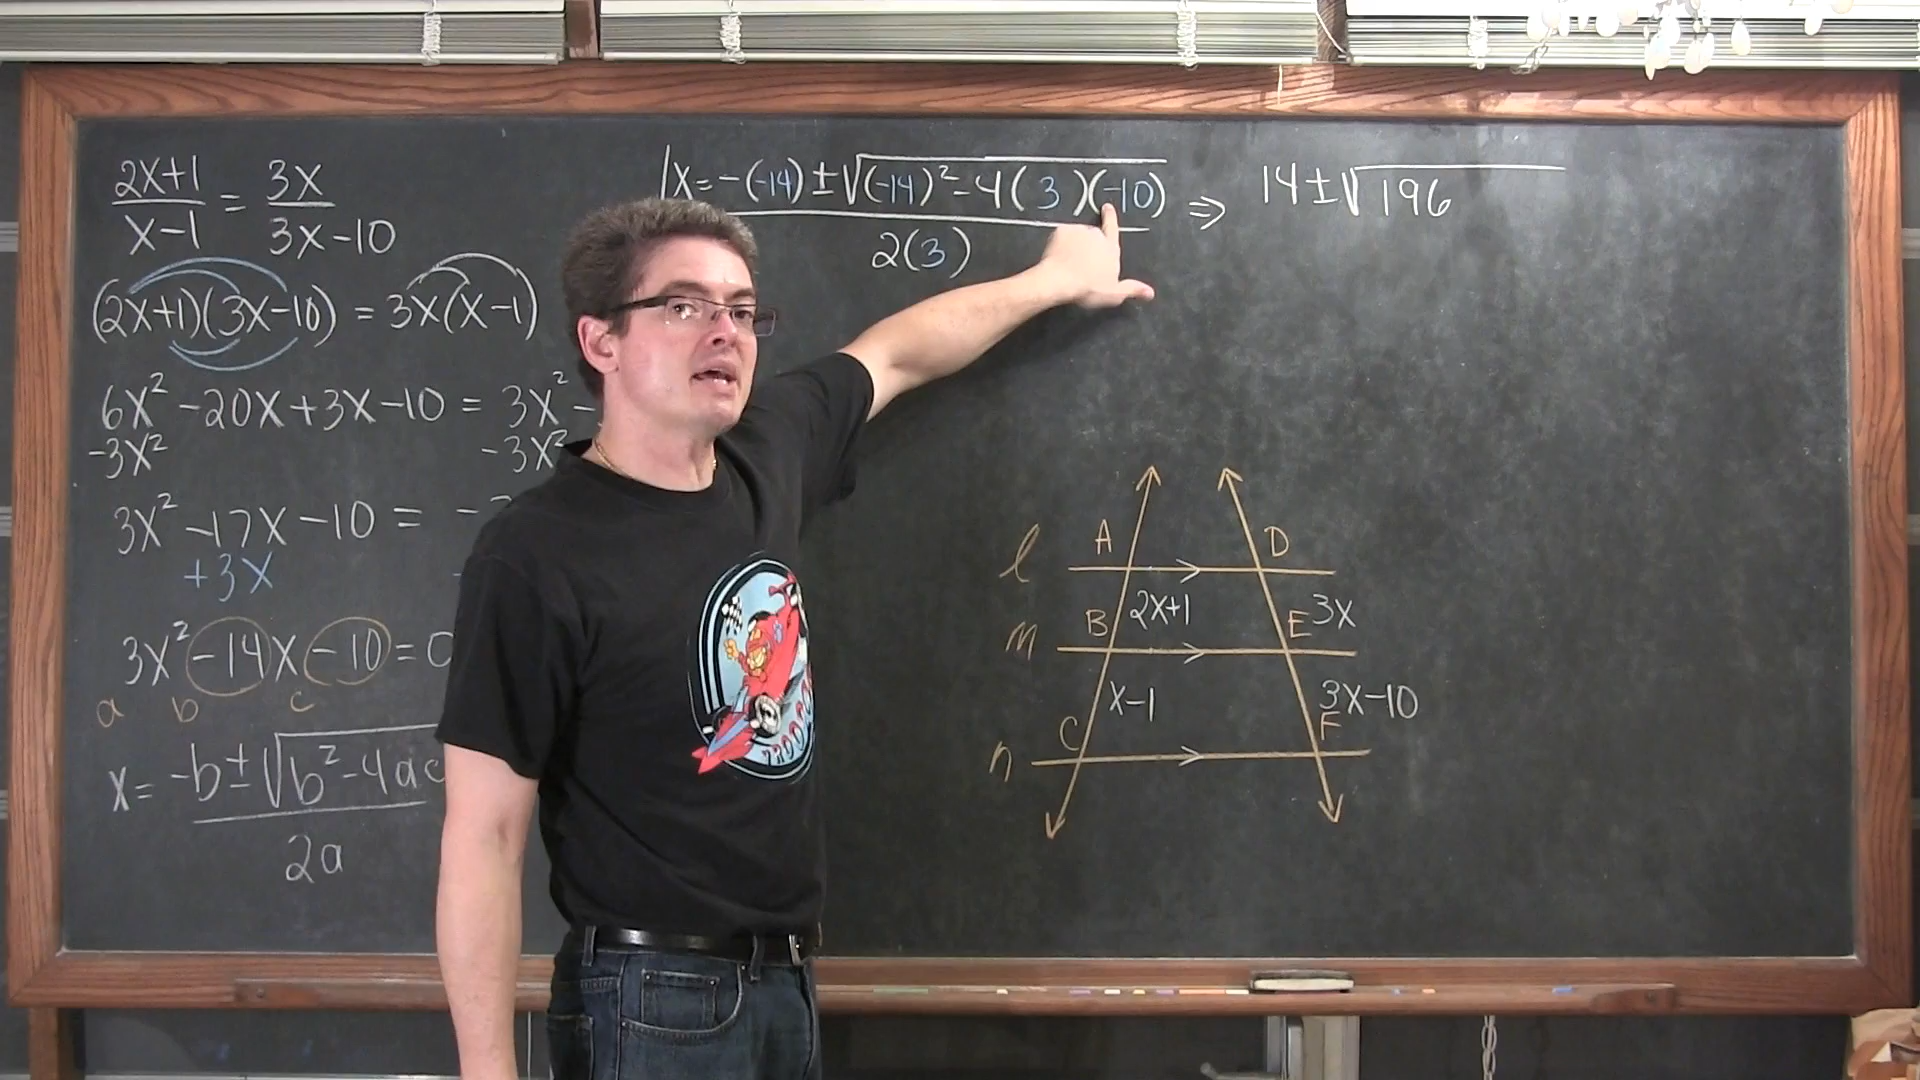 2x+1/x-1 = 3x/3x-10
(2x+1)(3x-10) = 3x(x-1)
6x² -20x+3x-10 = 3x² -
-3x² -3x²
3x² -17x -10 = -
+3x
3x² -14x -10 = 0
a b c
x = -b±√b²-4ac
2a
x = -(-14) ± √(-14)² - 4(3)(-10)
2(3)
⇒ 14 ± √196
A D
l
2x+1 3x
B E
m
x-1 3x-10
C F
n